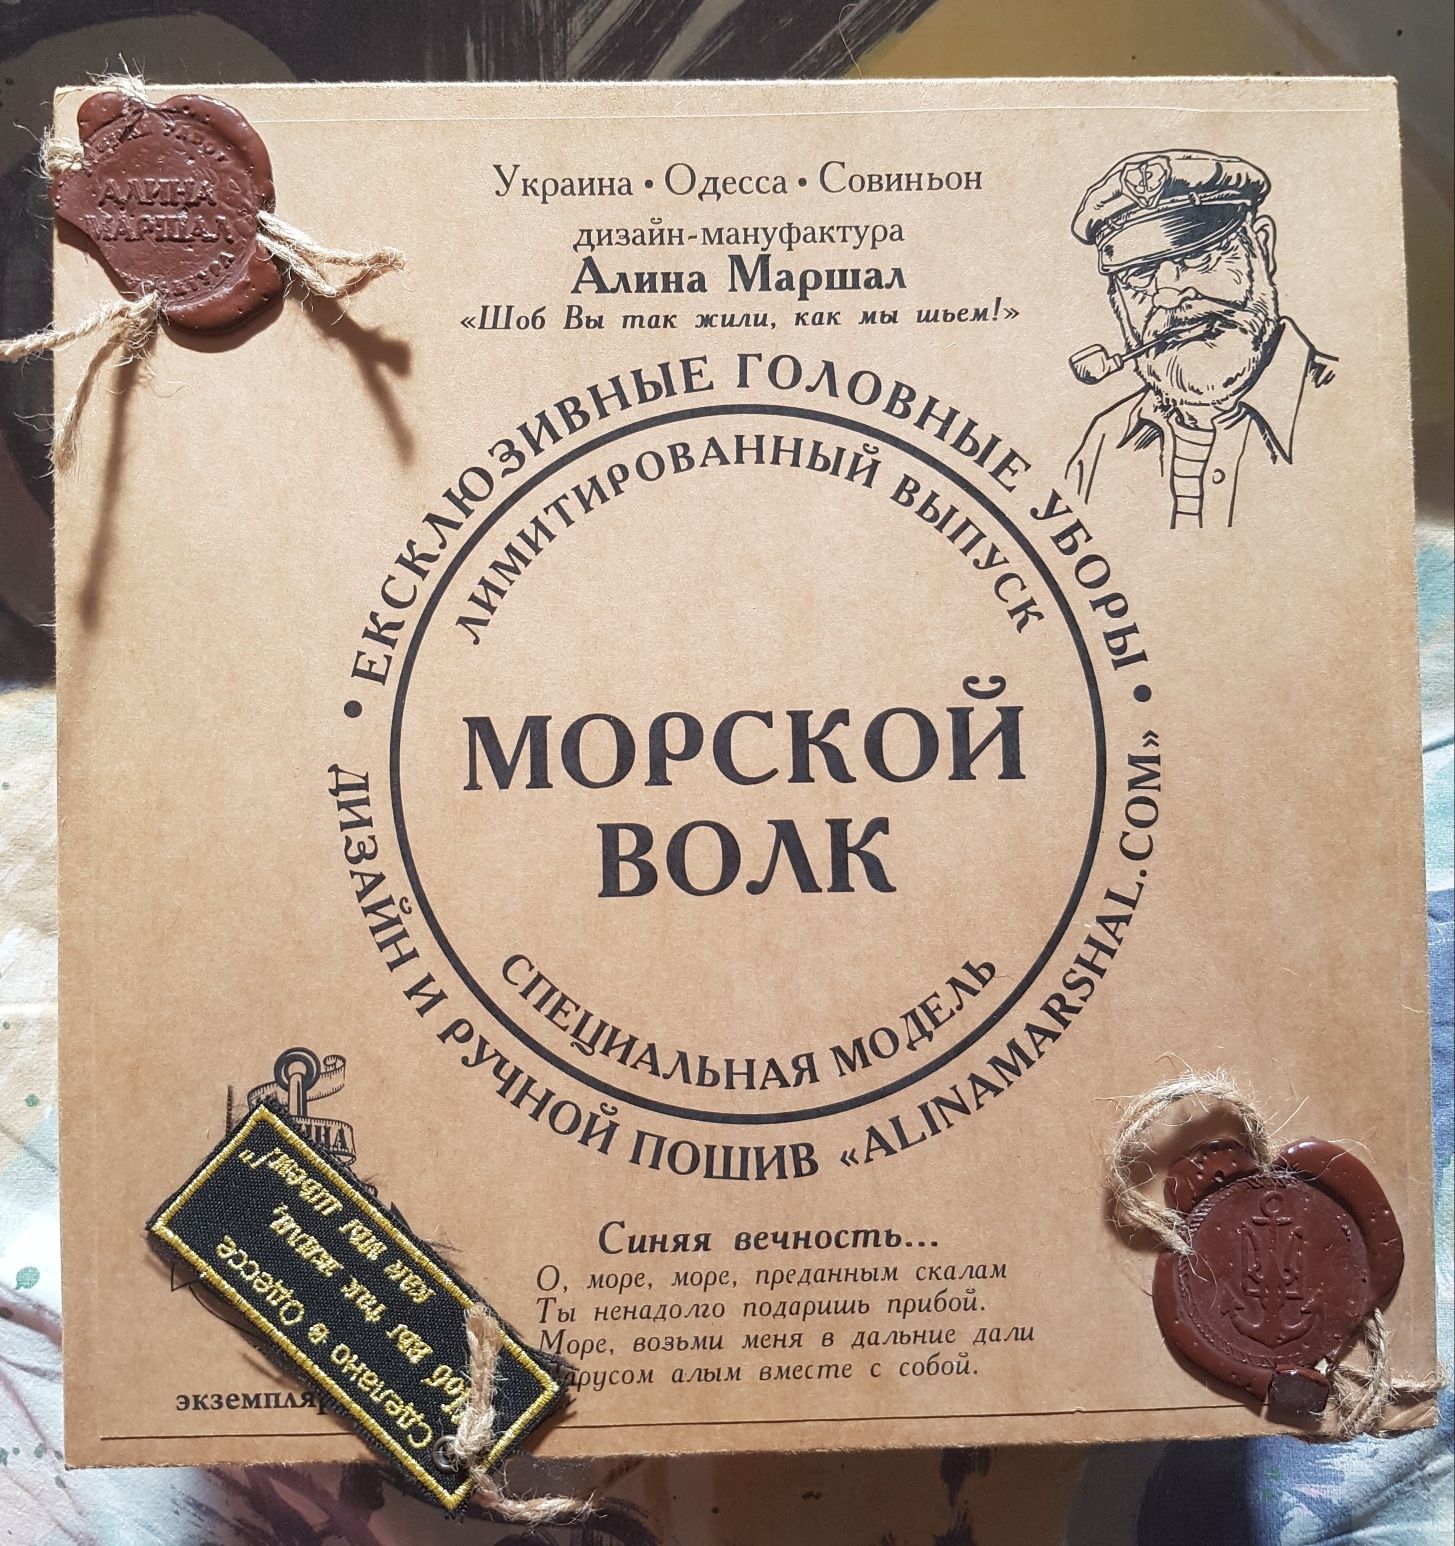 Украина • Одесса • Совиньон
дизайн-мануфактура
Алина Маршал
«Шоб Вы так жили, как мы шьем!»
• ЕКСКЛЮЗИВНЫЕ ГОЛОВНЫЕ УБОРЫ •
ЛИМИТИРОВАННЫЙ ВЫПУСК
МОРСКОЙ
ВОЛК
СПЕЦИАЛЬНАЯ МОДЕЛЬ
ДИЗАЙН И РУЧНОЙ ПОШИВ «ALINAMARSHAL.COM»
АЛИНА
МАРШАЛ
Синяя вечность...
О, море, море, преданным скалам
Ты ненадолго подаришь прибой.
Море, возьми меня в дальние дали
Парусом алым вместе с собой.
Сделано в Одессе
"Шоб вы так жили,
как мы шьем!"